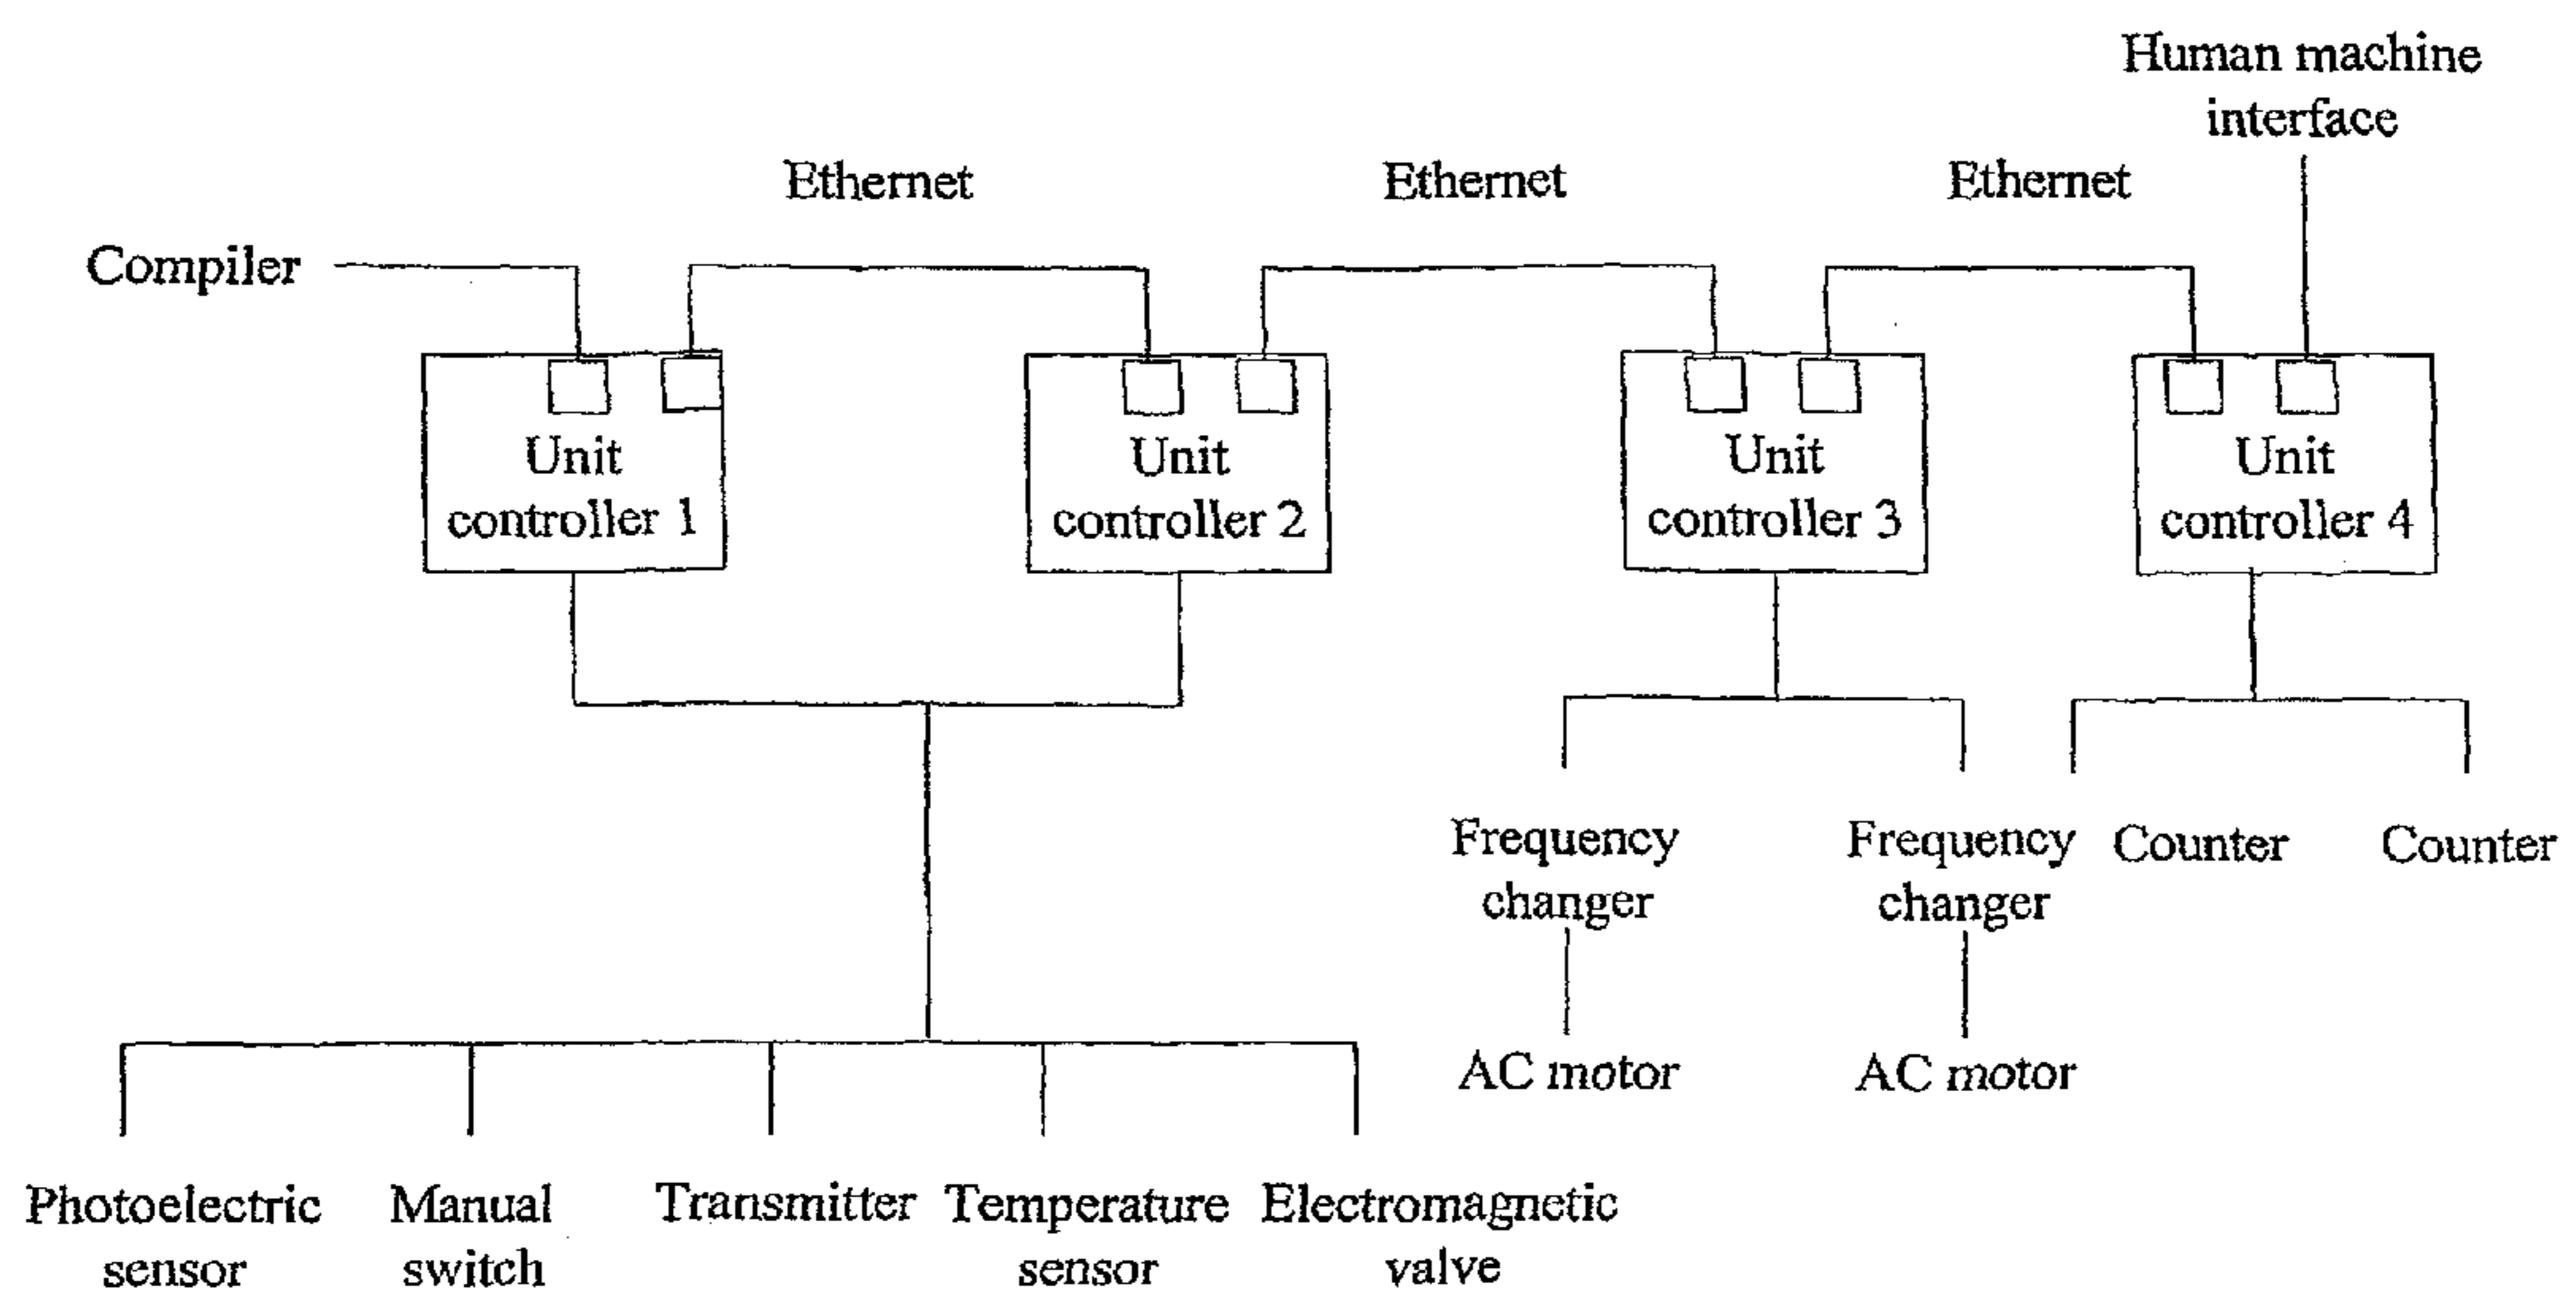 Human machine
interface
Ethernet
Ethernet
Ethernet
Compiler
Unit
controller 1
Unit
controller 2
Unit
controller 3
Unit
controller 4
Frequency
changer
Frequency
changer
Counter
Counter
AC motor
AC motor
Photoelectric
sensor
Manual
switch
Transmitter
Temperature
sensor
Electromagnetic
valve